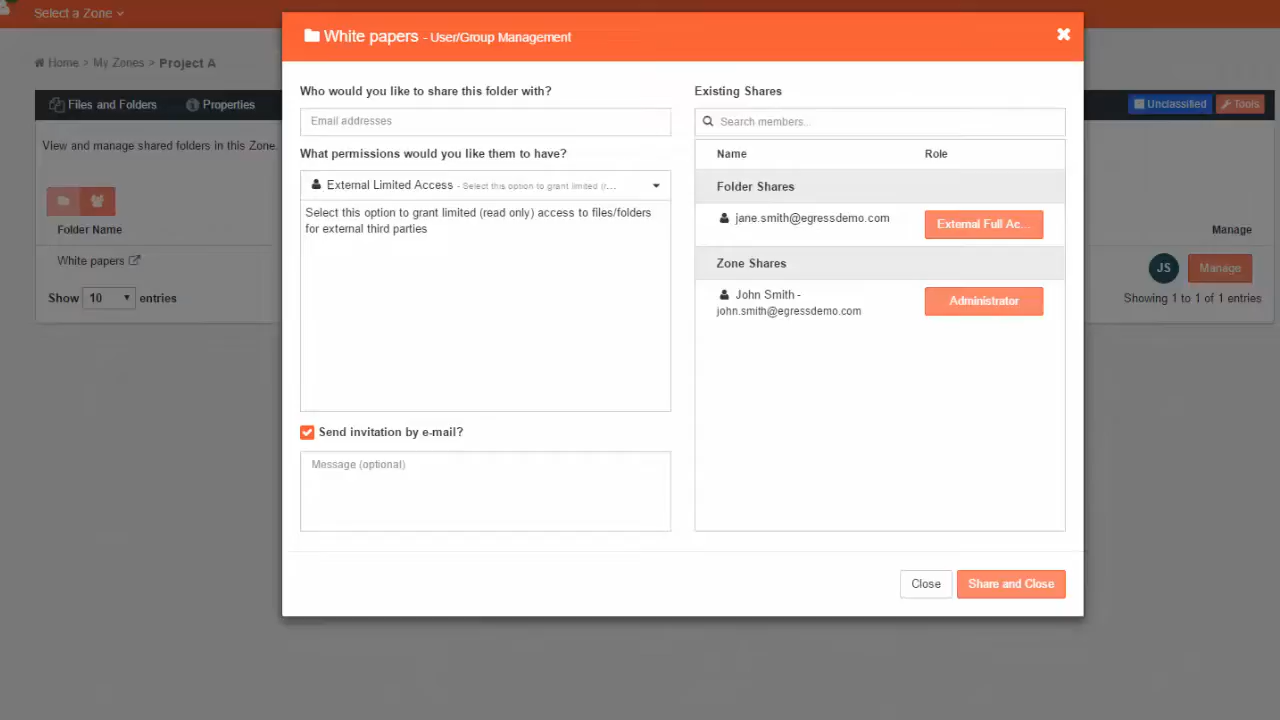 Select a Zone
White papers - User/Group Management
Home > My Zones > Project A
Files and Folders
Properties
Unclassified
Tools
View and manage shared folders in this Zone.
Folder Name
Manage
White papers
JS
Manage
Show 10 entries
Showing 1 to 1 of 1 entries
Who would you like to share this folder with?
Email addresses
What permissions would you like them to have?
External Limited Access - Select this option to grant limited (r...
Select this option to grant limited (read only) access to files/folders
for external third parties
Send invitation by e-mail?
Message (optional)
Existing Shares
Search members...
Name
Role
Folder Shares
jane.smith@egressdemo.com
External Full Ac...
Zone Shares
John Smith -
john.smith@egressdemo.com
Administrator
Close
Share and Close